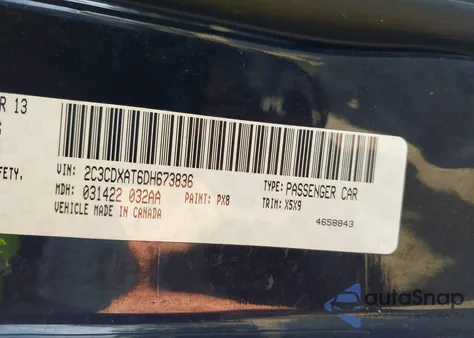 R 13
G
FETY.
VIN: 2C3CDXAT6DH673836
TYPE: PASSENGER CAR
MDH: 031422 032AA
PAINT: PX8
TRIM: X5X9
VEHICLE MADE IN CANADA
4658843
autoSnap